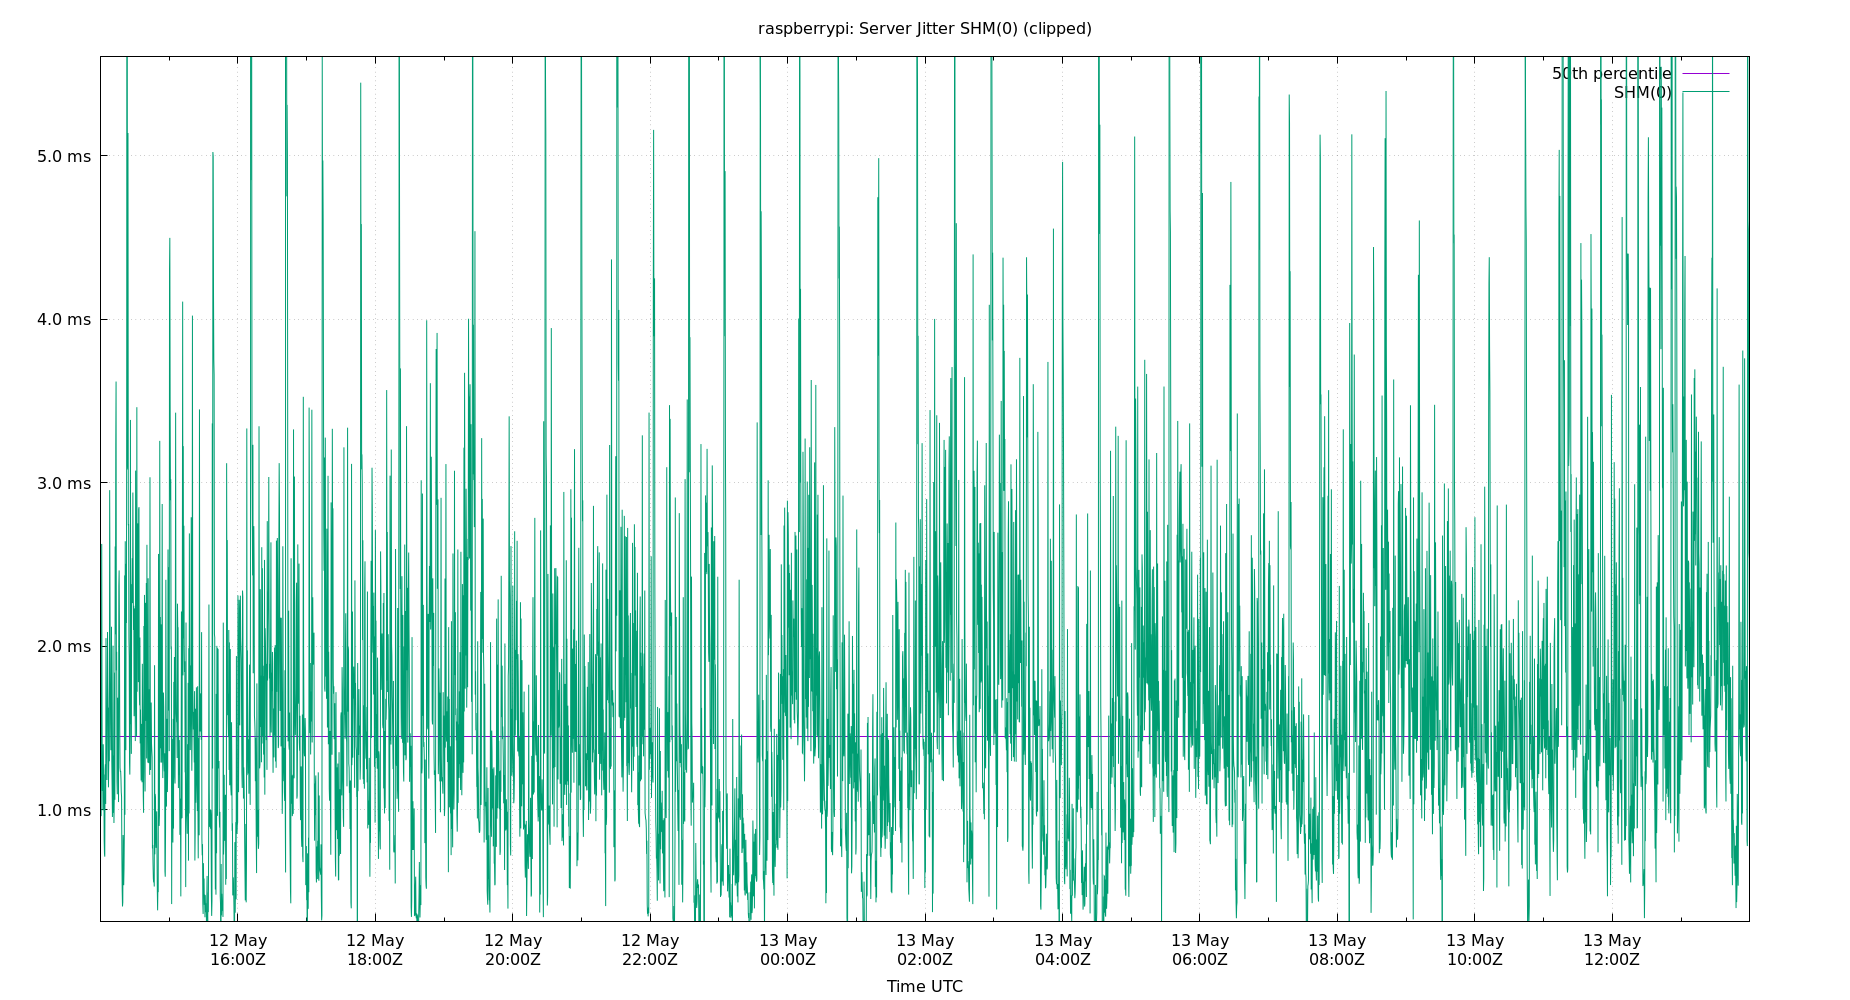 raspberrypi: Server Jitter SHM(0) (clipped)
50th percentile
SHM(0)
5.0 ms
4.0 ms
3.0 ms
2.0 ms
1.0 ms
12 May 12 May 12 May 12 May 13 May 13 May 13 May 13 May 13 May 13 May 13 May
16:00Z 18:00Z 20:00Z 22:00Z 00:00Z 02:00Z 04:00Z 06:00Z 08:00Z 10:00Z 12:00Z
Time UTC